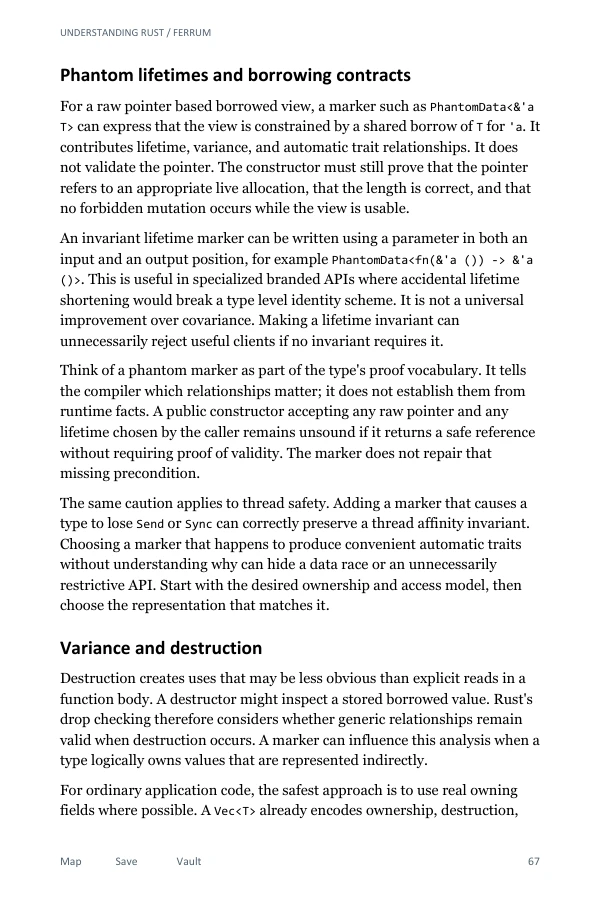 UNDERSTANDING RUST / FERRUM
Phantom lifetimes and borrowing contracts
For a raw pointer based borrowed view, a marker such as PhantomData<&'a
T> can express that the view is constrained by a shared borrow of T for 'a. It
contributes lifetime, variance, and automatic trait relationships. It does
not validate the pointer. The constructor must still prove that the pointer
refers to an appropriate live allocation, that the length is correct, and that
no forbidden mutation occurs while the view is usable.
An invariant lifetime marker can be written using a parameter in both an
input and an output position, for example PhantomData<fn(&'a ()) -> &'a
()>. This is useful in specialized branded APIs where accidental lifetime
shortening would break a type level identity scheme. It is not a universal
improvement over covariance. Making a lifetime invariant can
unnecessarily reject useful clients if no invariant requires it.
Think of a phantom marker as part of the type's proof vocabulary. It tells
the compiler which relationships matter; it does not establish them from
runtime facts. A public constructor accepting any raw pointer and any
lifetime chosen by the caller remains unsound if it returns a safe reference
without requiring proof of validity. The marker does not repair that
missing precondition.
The same caution applies to thread safety. Adding a marker that causes a
type to lose Send or Sync can correctly preserve a thread affinity invariant.
Choosing a marker that happens to produce convenient automatic traits
without understanding why can hide a data race or an unnecessarily
restrictive API. Start with the desired ownership and access model, then
choose the representation that matches it.
Variance and destruction
Destruction creates uses that may be less obvious than explicit reads in a
function body. A destructor might inspect a stored borrowed value. Rust's
drop checking therefore considers whether generic relationships remain
valid when destruction occurs. A marker can influence this analysis when a
type logically owns values that are represented indirectly.
For ordinary application code, the safest approach is to use real owning
fields where possible. A Vec<T> already encodes ownership, destruction,
Map Save Vault 67